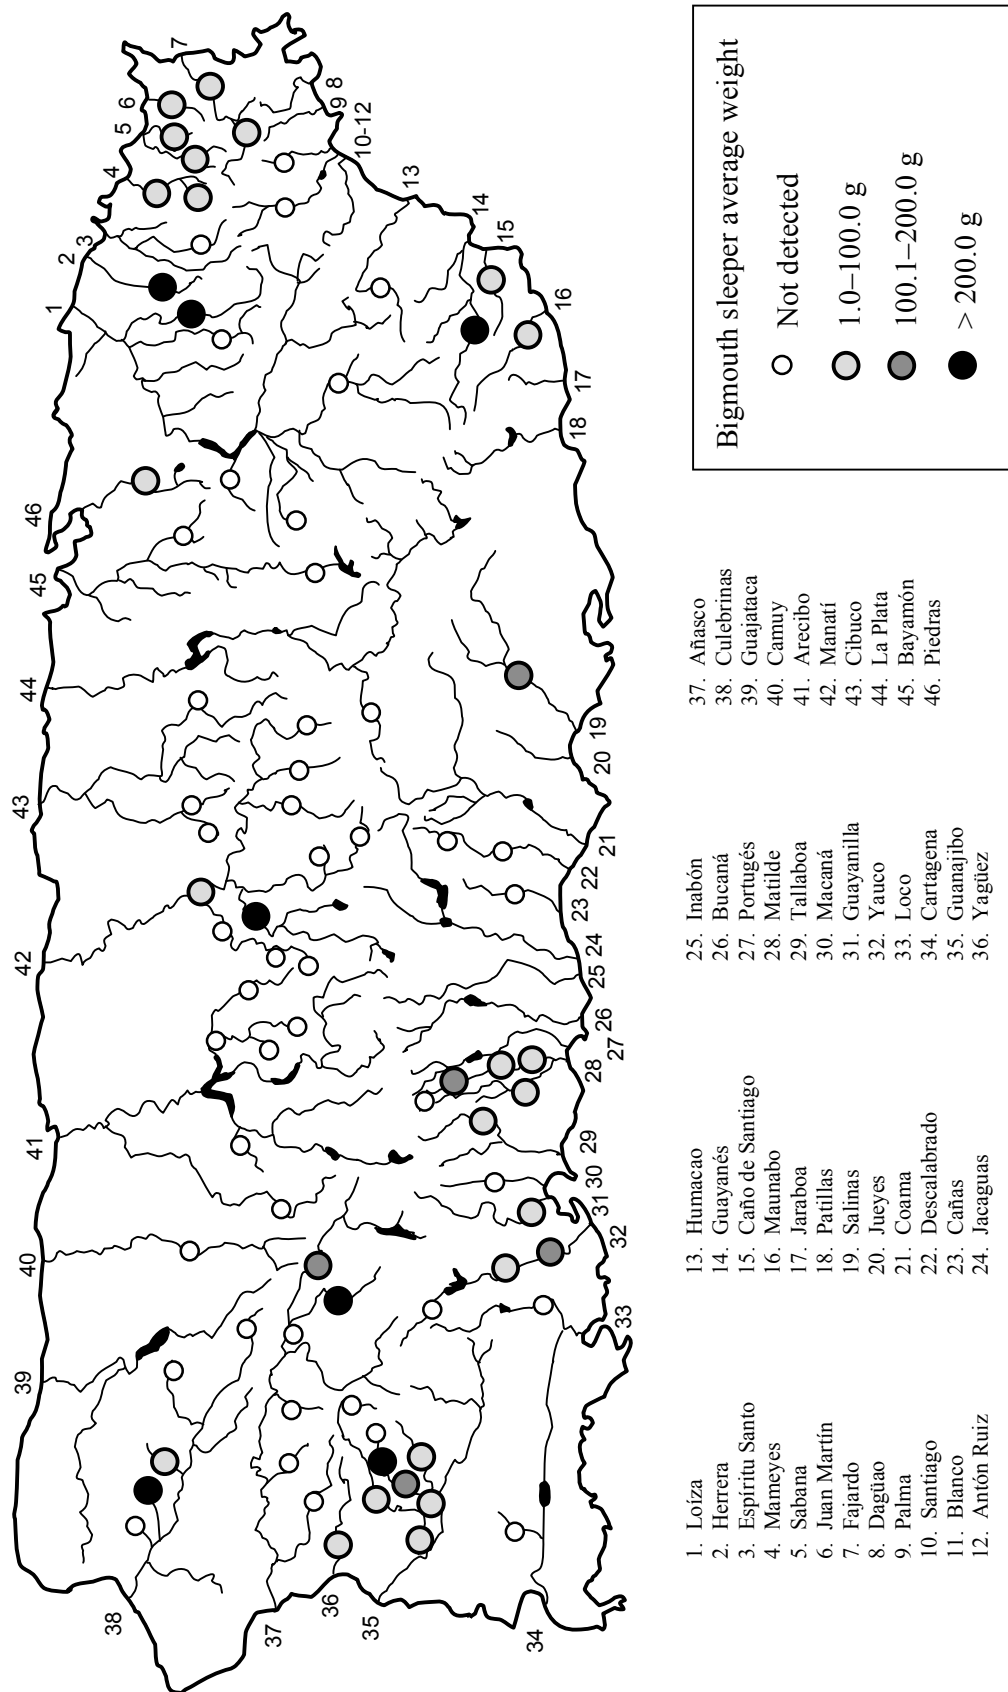 1
2
3
4
5
6
7
8
9
10-12
13
14
15
16
17
18
19
20
21
22
23
24
25
26
27
28
29
30
31
32
33
34
35
36
37
38
39
40
41
42
43
44
45
46
Bigmouth sleeper average weight
Not detected
1.0–100.0 g
100.1–200.0 g
> 200.0 g
1. Loíza
2. Herrera
3. Espíritu Santo
4. Mameyes
5. Sabana
6. Juan Martín
7. Fajardo
8. Dagüao
9. Palma
10. Santiago
11. Blanco
12. Antón Ruiz
13. Humacao
14. Guayanés
15. Caño de Santiago
16. Maunabo
17. Jaraboa
18. Patillas
19. Salinas
20. Jueyes
21. Coama
22. Descalabrado
23. Cañas
24. Jacaguas
25. Inabón
26. Bucaná
27. Portugés
28. Matilde
29. Tallaboa
30. Macaná
31. Guayanilla
32. Yauco
33. Loco
34. Cartagena
35. Guanajibo
36. Yagüez
37. Añasco
38. Culebrinas
39. Guajataca
40. Camuy
41. Arecibo
42. Manatí
43. Cibuco
44. La Plata
45. Bayamón
46. Piedras